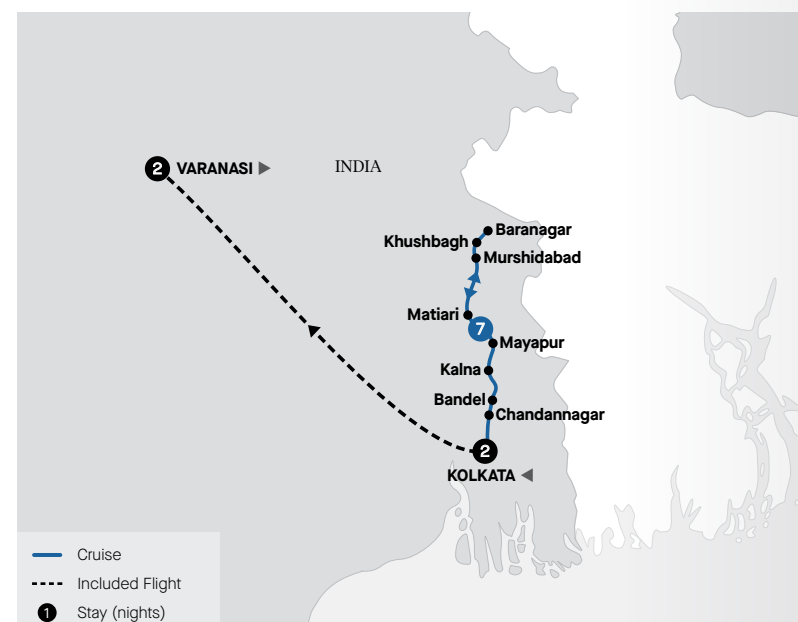 2 VARANASI
INDIA
Baranagar
Khushbagh
Murshidabad
Matiari
7
Mayapur
Kalna
Bandel
Chandannagar
2
KOLKATA
Cruise
Included Flight
1 Stay (nights)